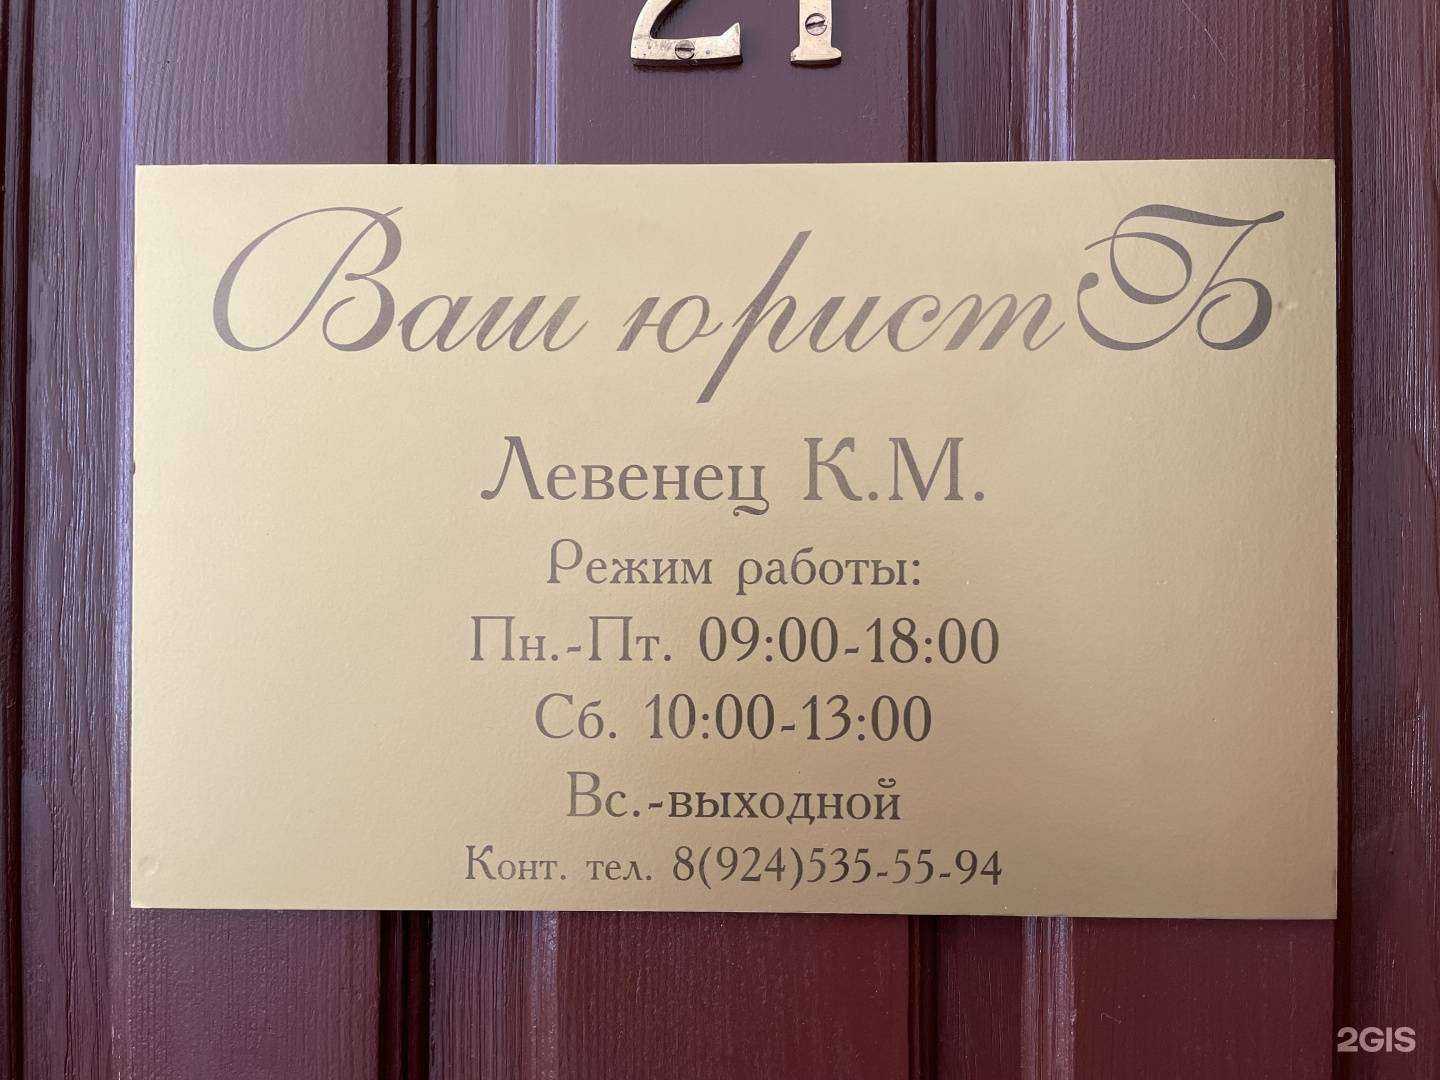 21
Ваш юристЪ
Левенец К.М.
Режим работы:
Пн.-Пт. 09:00-18:00
Сб. 10:00-13:00
Вс.-выходной
Конт. тел. 8(924)535-55-94
2GIS